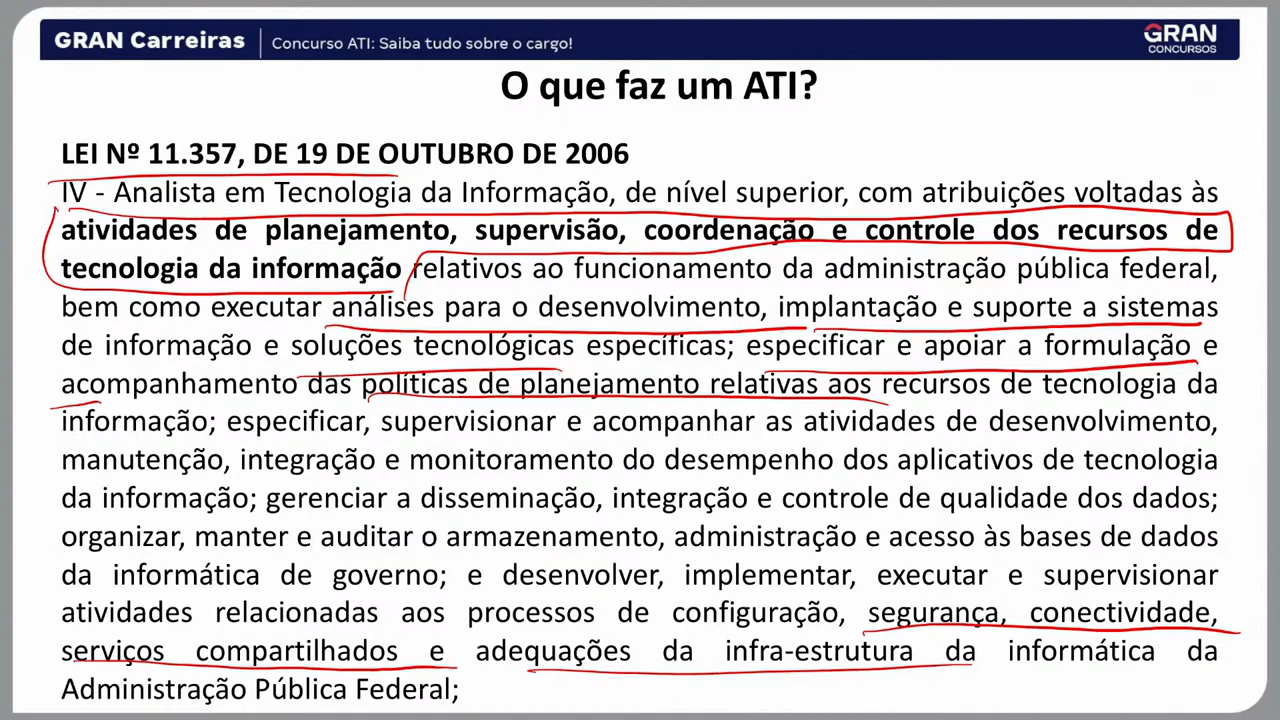 GRAN Carreiras
Concurso ATI: Saiba tudo sobre o cargo!
GRAN
CONCURSOS
O que faz um ATI?
LEI Nº 11.357, DE 19 DE OUTUBRO DE 2006
IV - Analista em Tecnologia da Informação, de nível superior, com atribuições voltadas às
atividades de planejamento, supervisão, coordenação e controle dos recursos de
tecnologia da informação relativos ao funcionamento da administração pública federal,
bem como executar análises para o desenvolvimento, implantação e suporte a sistemas
de informação e soluções tecnológicas específicas; especificar e apoiar a formulação e
acompanhamento das políticas de planejamento relativas aos recursos de tecnologia da
informação; especificar, supervisionar e acompanhar as atividades de desenvolvimento,
manutenção, integração e monitoramento do desempenho dos aplicativos de tecnologia
da informação; gerenciar a disseminação, integração e controle de qualidade dos dados;
organizar, manter e auditar o armazenamento, administração e acesso às bases de dados
da informática de governo; e desenvolver, implementar, executar e supervisionar
atividades relacionadas aos processos de configuração, segurança, conectividade,
serviços compartilhados e adequações da infra-estrutura da informática da
Administração Pública Federal;